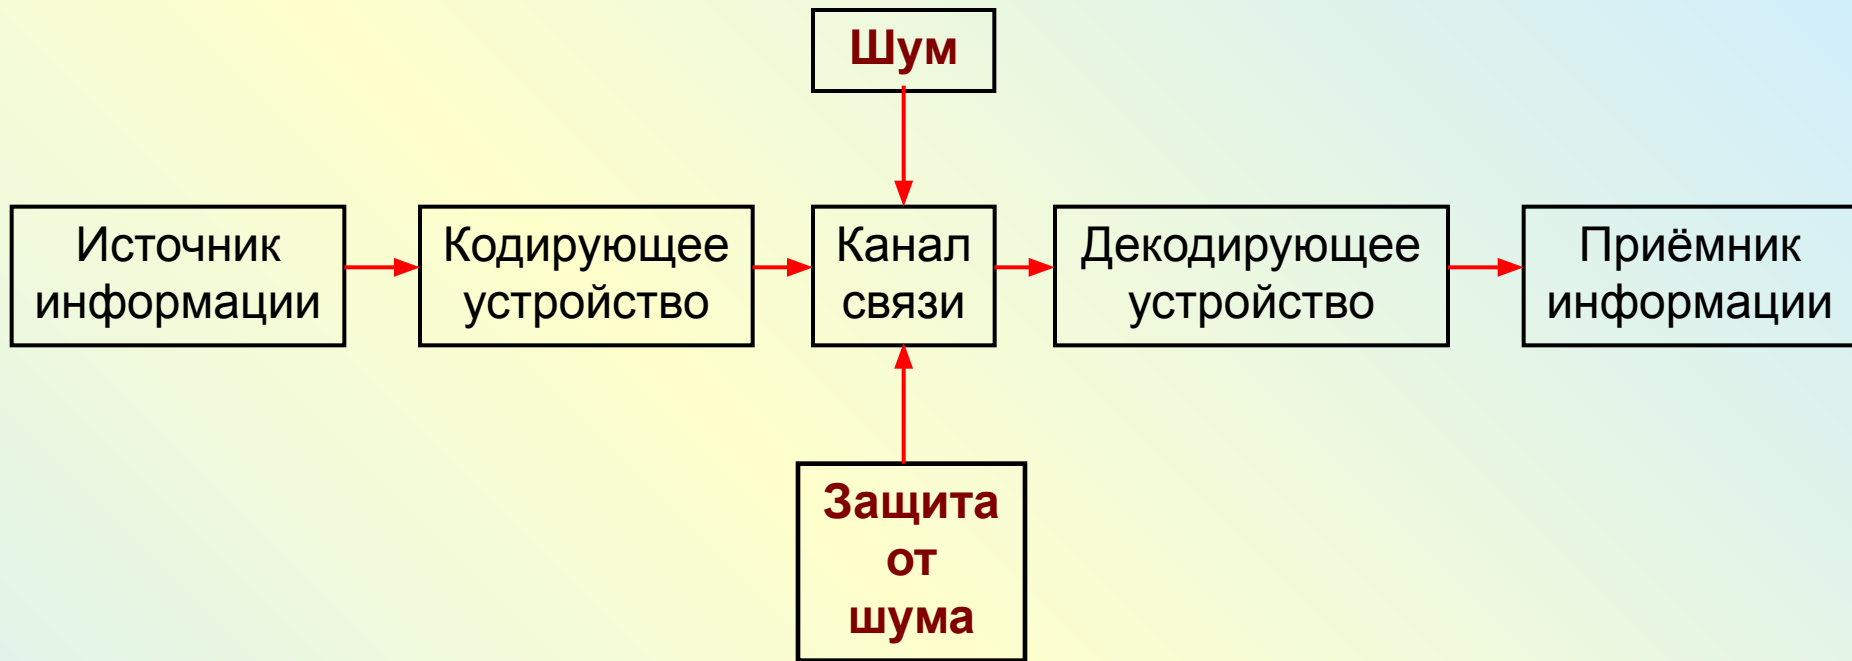 Шум
Источник
информации
Кодирующее
устройство
Канал
связи
Декодирующее
устройство
Приёмник
информации
Защита
от
шума